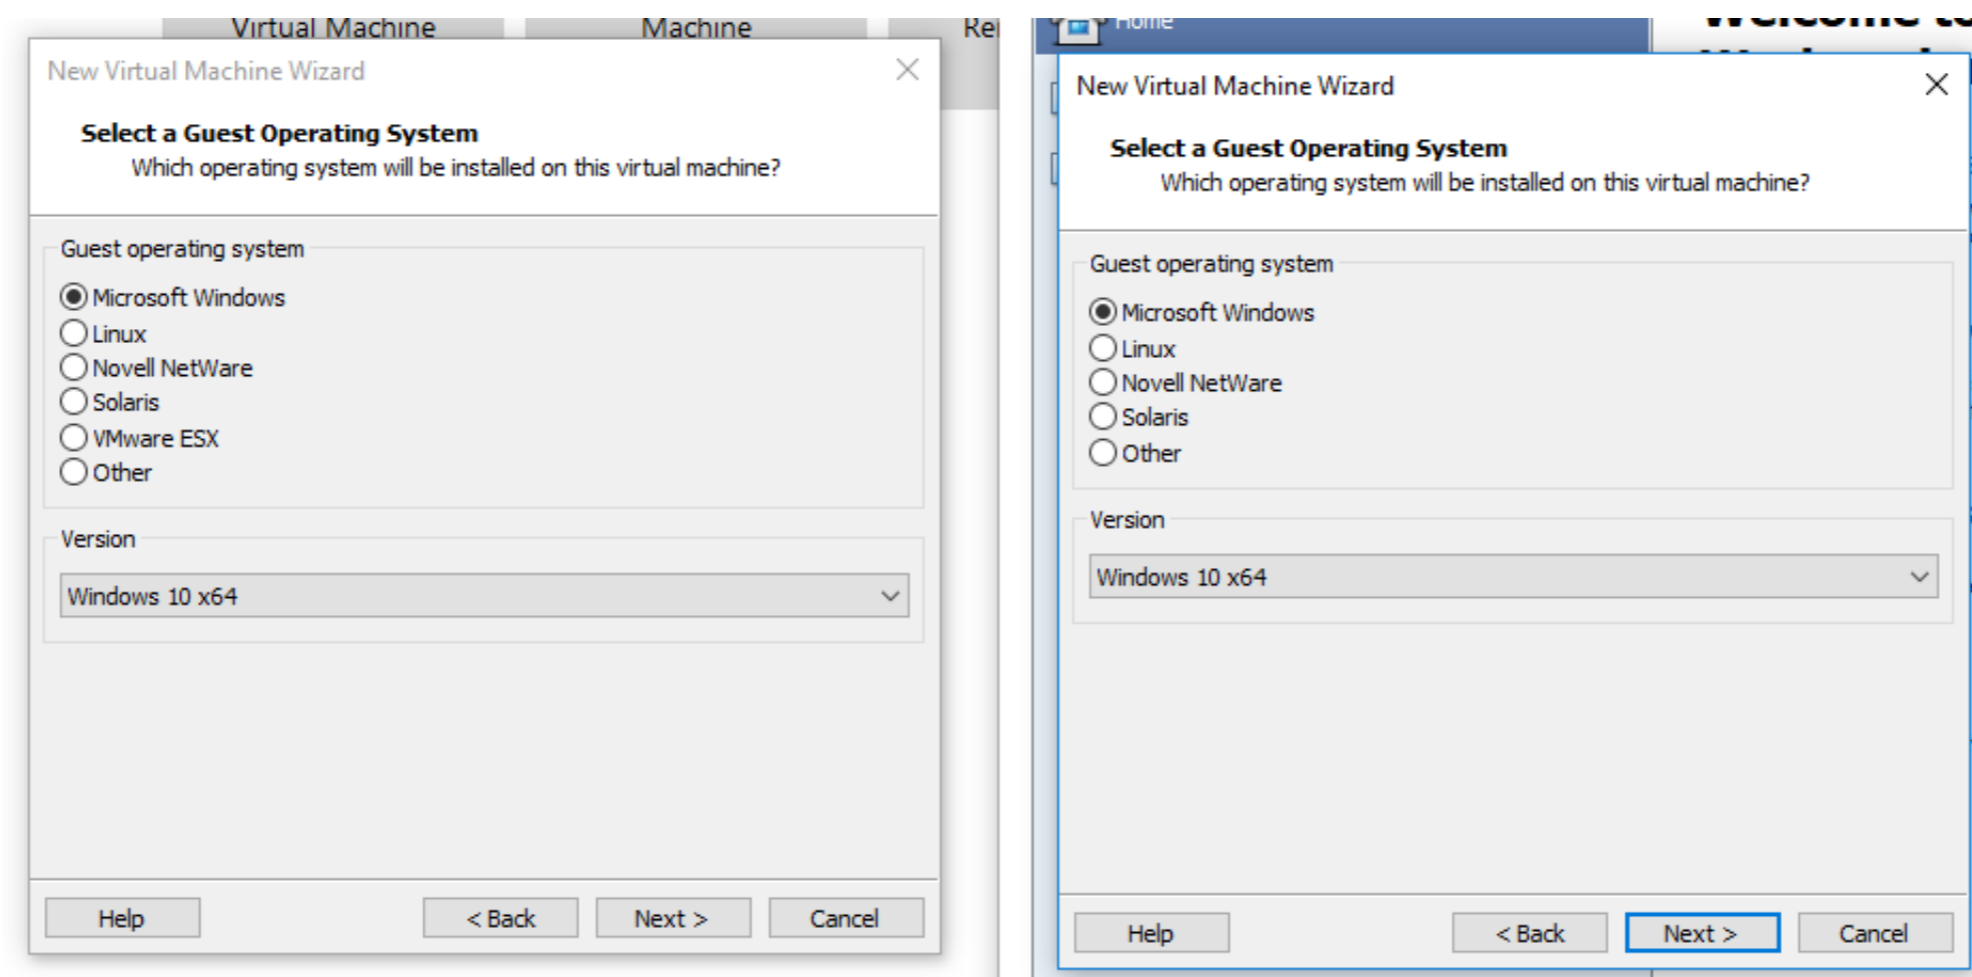 Virtual Machine
Machine
New Virtual Machine Wizard
Select a Guest Operating System
Which operating system will be installed on this virtual machine?
Guest operating system
Microsoft Windows
Linux
Novell NetWare
Solaris
VMware ESX
Other
Version
Windows 10 x64
Help
< Back
Next >
Cancel
Home
Welcome to
New Virtual Machine Wizard
Select a Guest Operating System
Which operating system will be installed on this virtual machine?
Guest operating system
Microsoft Windows
Linux
Novell NetWare
Solaris
Other
Version
Windows 10 x64
Help
< Back
Next >
Cancel